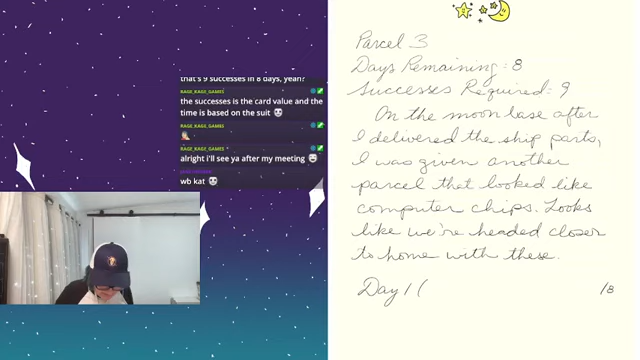 that's 9 successes in 8 days, yeah?
RAGE_KAGE_GAMES
the successes is the card value and the
time is based on the suit
RAGE_KAGE_GAMES
RAGE_KAGE_GAMES
alright i'll see ya after my meeting
wb kat
Parcel 3
Days Remaining: 8
Successes Required: 9
On the moon base after
I delivered the ship parts,
I was given another
parcel that looked like
computer chips. Looks
like we're headed closer
to home with these.
Day 1 (
/8